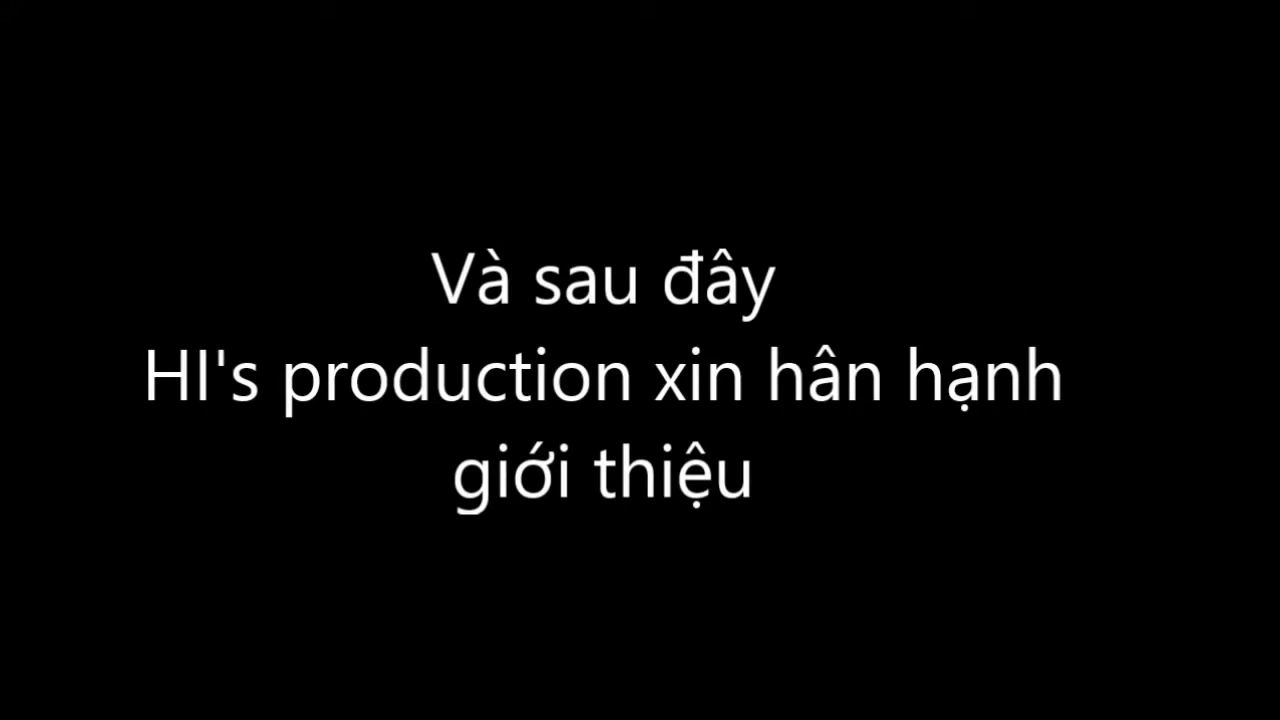 Và sau đây
HI's production xin hân hạnh
giới thiệu